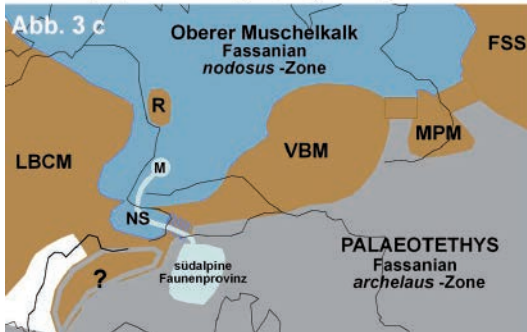 Abb. 3 c
Oberer Muschelkalk
Fassanian
nodosus -Zone
FSS
R
MPM
LBCM
VBM
M
NS
?
südalpine
Faunenprovinz
PALAEOTETHYS
Fassanian
archelaus -Zone